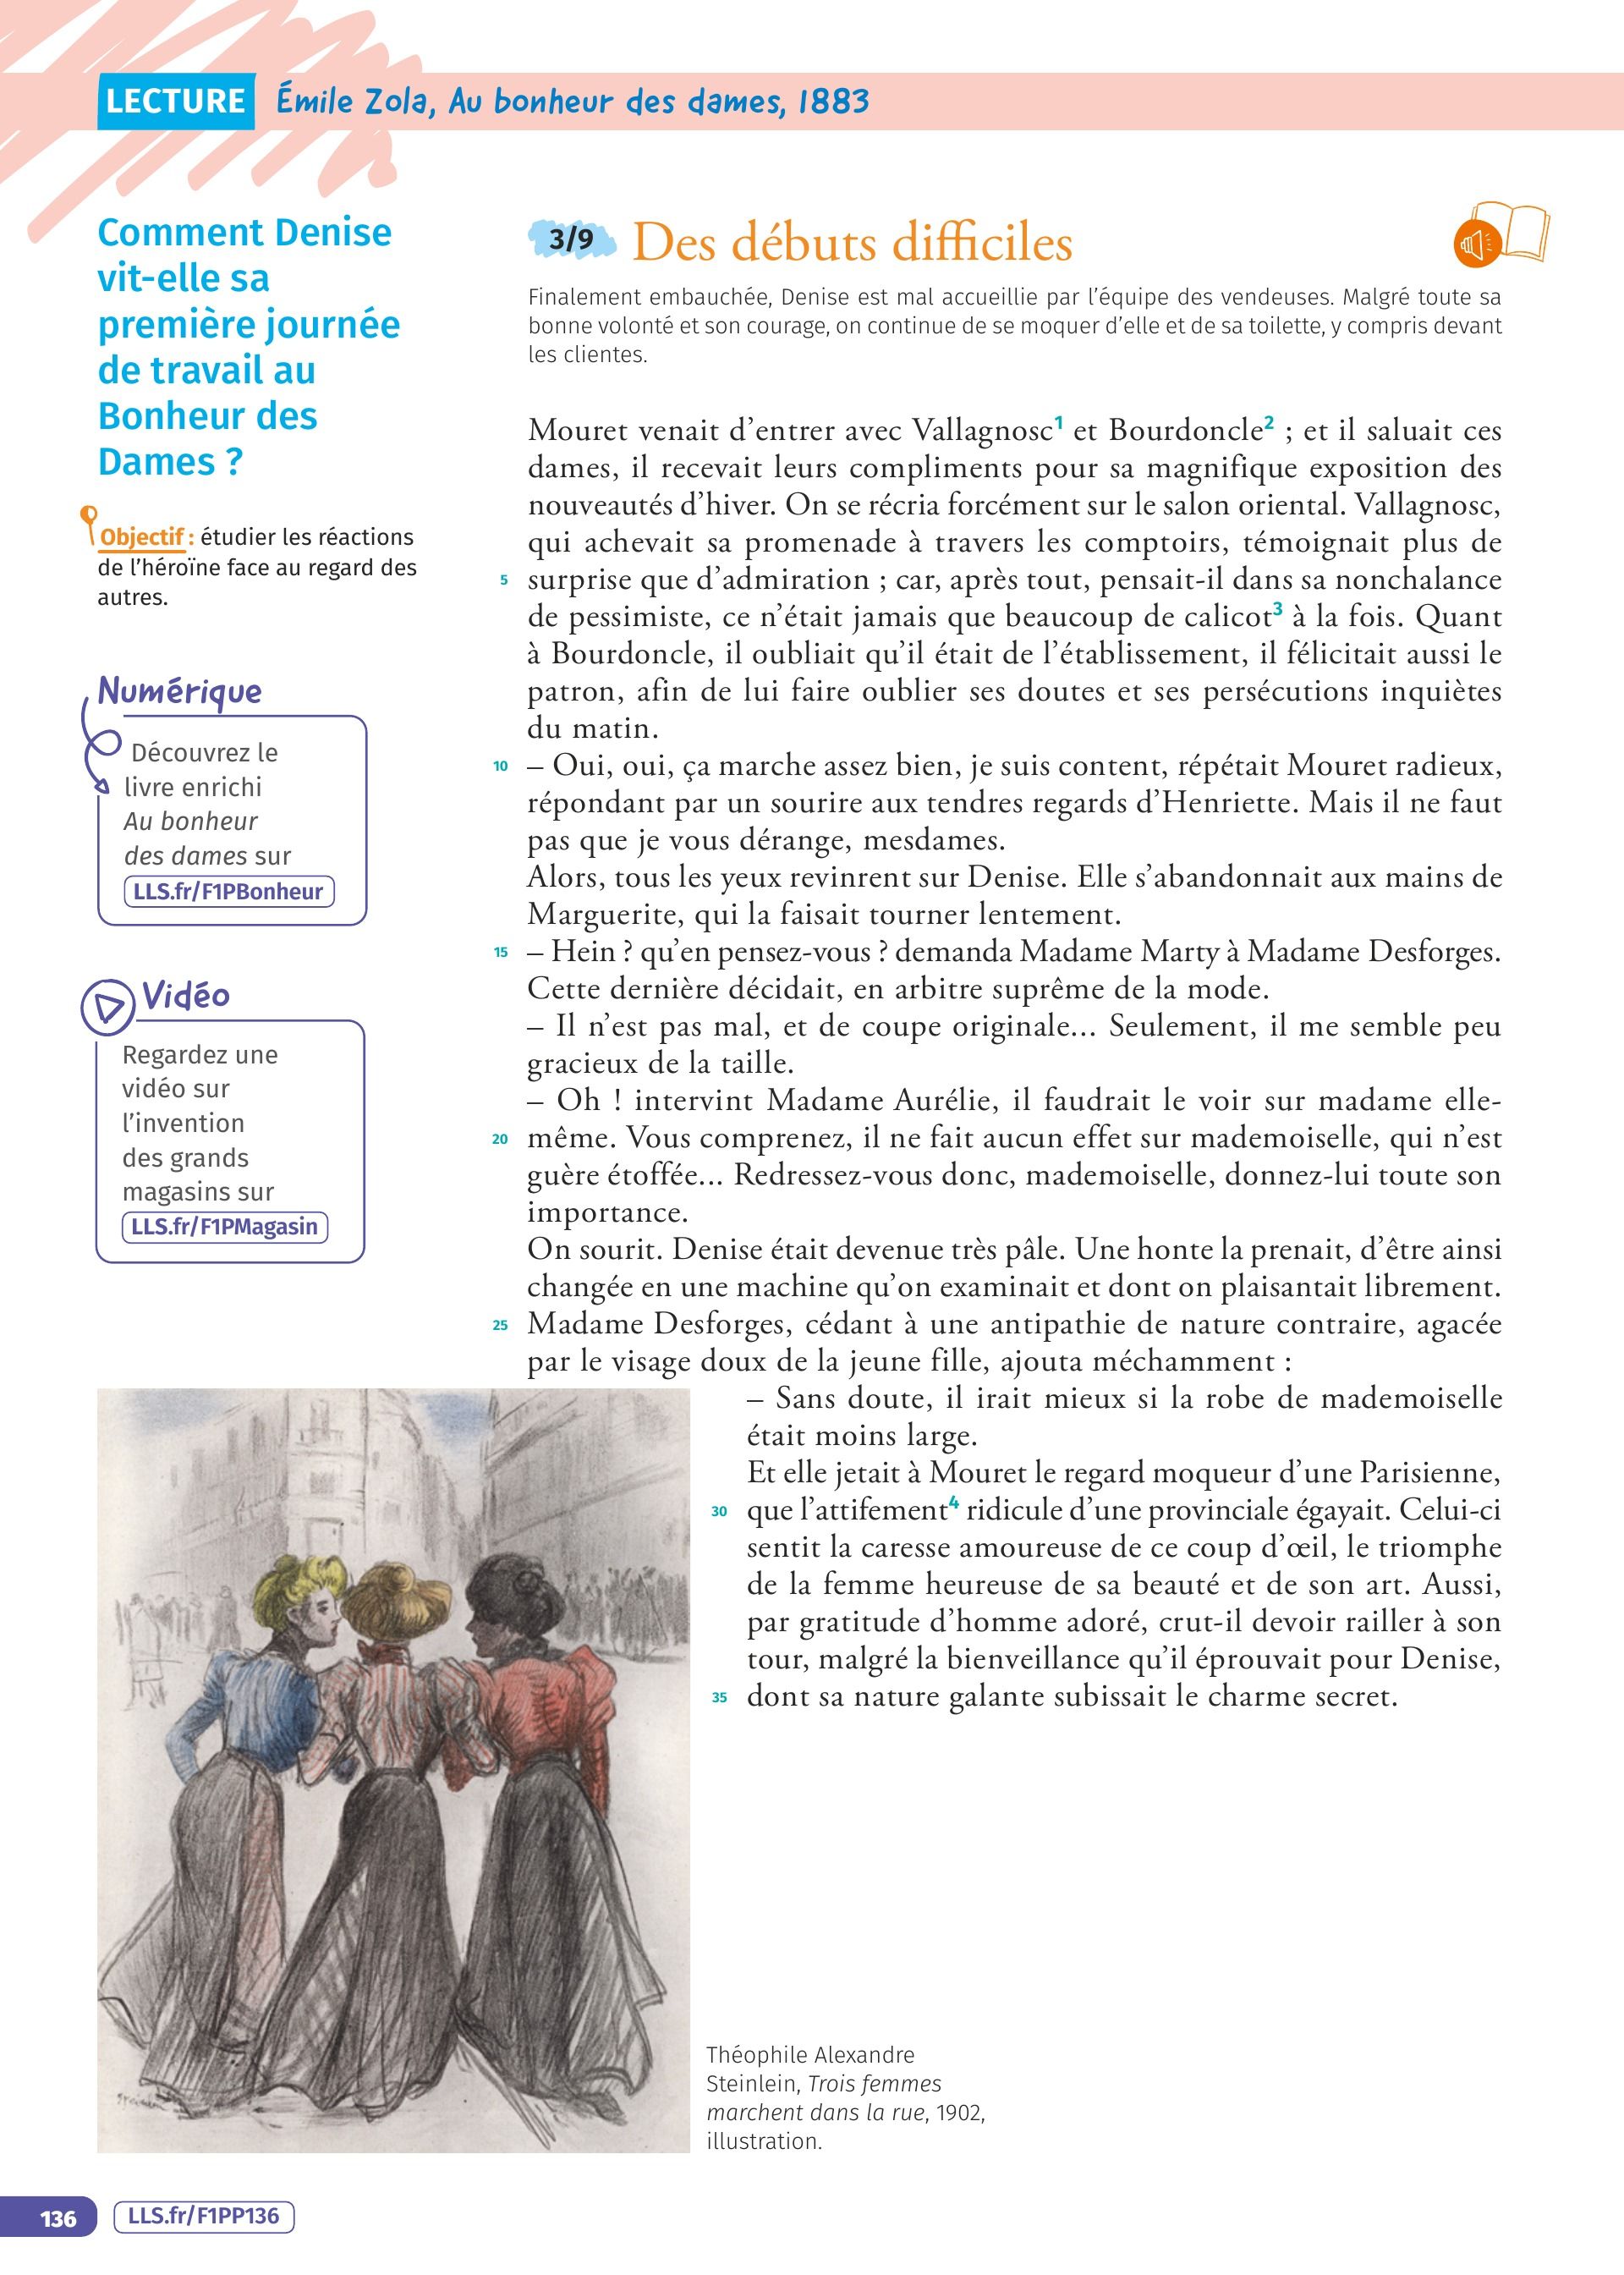 LECTURE Émile Zola, Au bonheur des dames, 1883
Comment Denise
vit-elle sa
première journée
de travail au
Bonheur des
Dames ?
Objectif : étudier les réactions
de l'héroïne face au regard des
autres.
Numérique
Découvrez le
livre enrichi
Au bonheur
des dames sur
LLS.fr/F1PBonheur
Vidéo
Regardez une
vidéo sur
l'invention
des grands
magasins sur
LLS.fr/F1PMagasin
3/9 Des débuts difficiles
Finalement embauchée, Denise est mal accueillie par l'équipe des vendeuses. Malgré toute sa
bonne volonté et son courage, on continue de se moquer d'elle et de sa toilette, y compris devant
les clientes.
Mouret venait d'entrer avec Vallagnosc1 et Bourdoncle2 ; et il saluait ces
dames, il recevait leurs compliments pour sa magnifique exposition des
nouveautés d'hiver. On se récria forcément sur le salon oriental. Vallagnosc,
qui achevait sa promenade à travers les comptoirs, témoignait plus de
5 surprise que d'admiration ; car, après tout, pensait-il dans sa nonchalance
de pessimiste, ce n'était jamais que beaucoup de calicot3 à la fois. Quant
à Bourdoncle, il oubliait qu'il était de l'établissement, il félicitait aussi le
patron, afin de lui faire oublier ses doutes et ses persécutions inquiètes
du matin.
10 – Oui, oui, ça marche assez bien, je suis content, répétait Mouret radieux,
répondant par un sourire aux tendres regards d'Henriette. Mais il ne faut
pas que je vous dérange, mesdames.
Alors, tous les yeux revinrent sur Denise. Elle s'abandonnait aux mains de
Marguerite, qui la faisait tourner lentement.
15 – Hein ? qu'en pensez-vous ? demanda Madame Marty à Madame Desforges.
Cette dernière décidait, en arbitre suprême de la mode.
– Il n'est pas mal, et de coupe originale... Seulement, il me semble peu
gracieux de la taille.
– Oh ! intervint Madame Aurélie, il faudrait le voir sur madame elle-
20 même. Vous comprenez, il ne fait aucun effet sur mademoiselle, qui n'est
guère étoffée... Redressez-vous donc, mademoiselle, donnez-lui toute son
importance.
On sourit. Denise était devenue très pâle. Une honte la prenait, d'être ainsi
changée en une machine qu'on examinait et dont on plaisantait librement.
25 Madame Desforges, cédant à une antipathie de nature contraire, agacée
par le visage doux de la jeune fille, ajouta méchamment :
– Sans doute, il irait mieux si la robe de mademoiselle
était moins large.
Et elle jetait à Mouret le regard moqueur d'une Parisienne,
30 que l'attifement4 ridicule d'une provinciale égayait. Celui-ci
sentit la caresse amoureuse de ce coup d'œil, le triomphe
de la femme heureuse de sa beauté et de son art. Aussi,
par gratitude d'homme adoré, crut-il devoir railler à son
tour, malgré la bienveillance qu'il éprouvait pour Denise,
35 dont sa nature galante subissait le charme secret.
Théophile Alexandre
Steinlein, Trois femmes
marchent dans la rue, 1902,
illustration.
136 LLS.fr/F1PP136